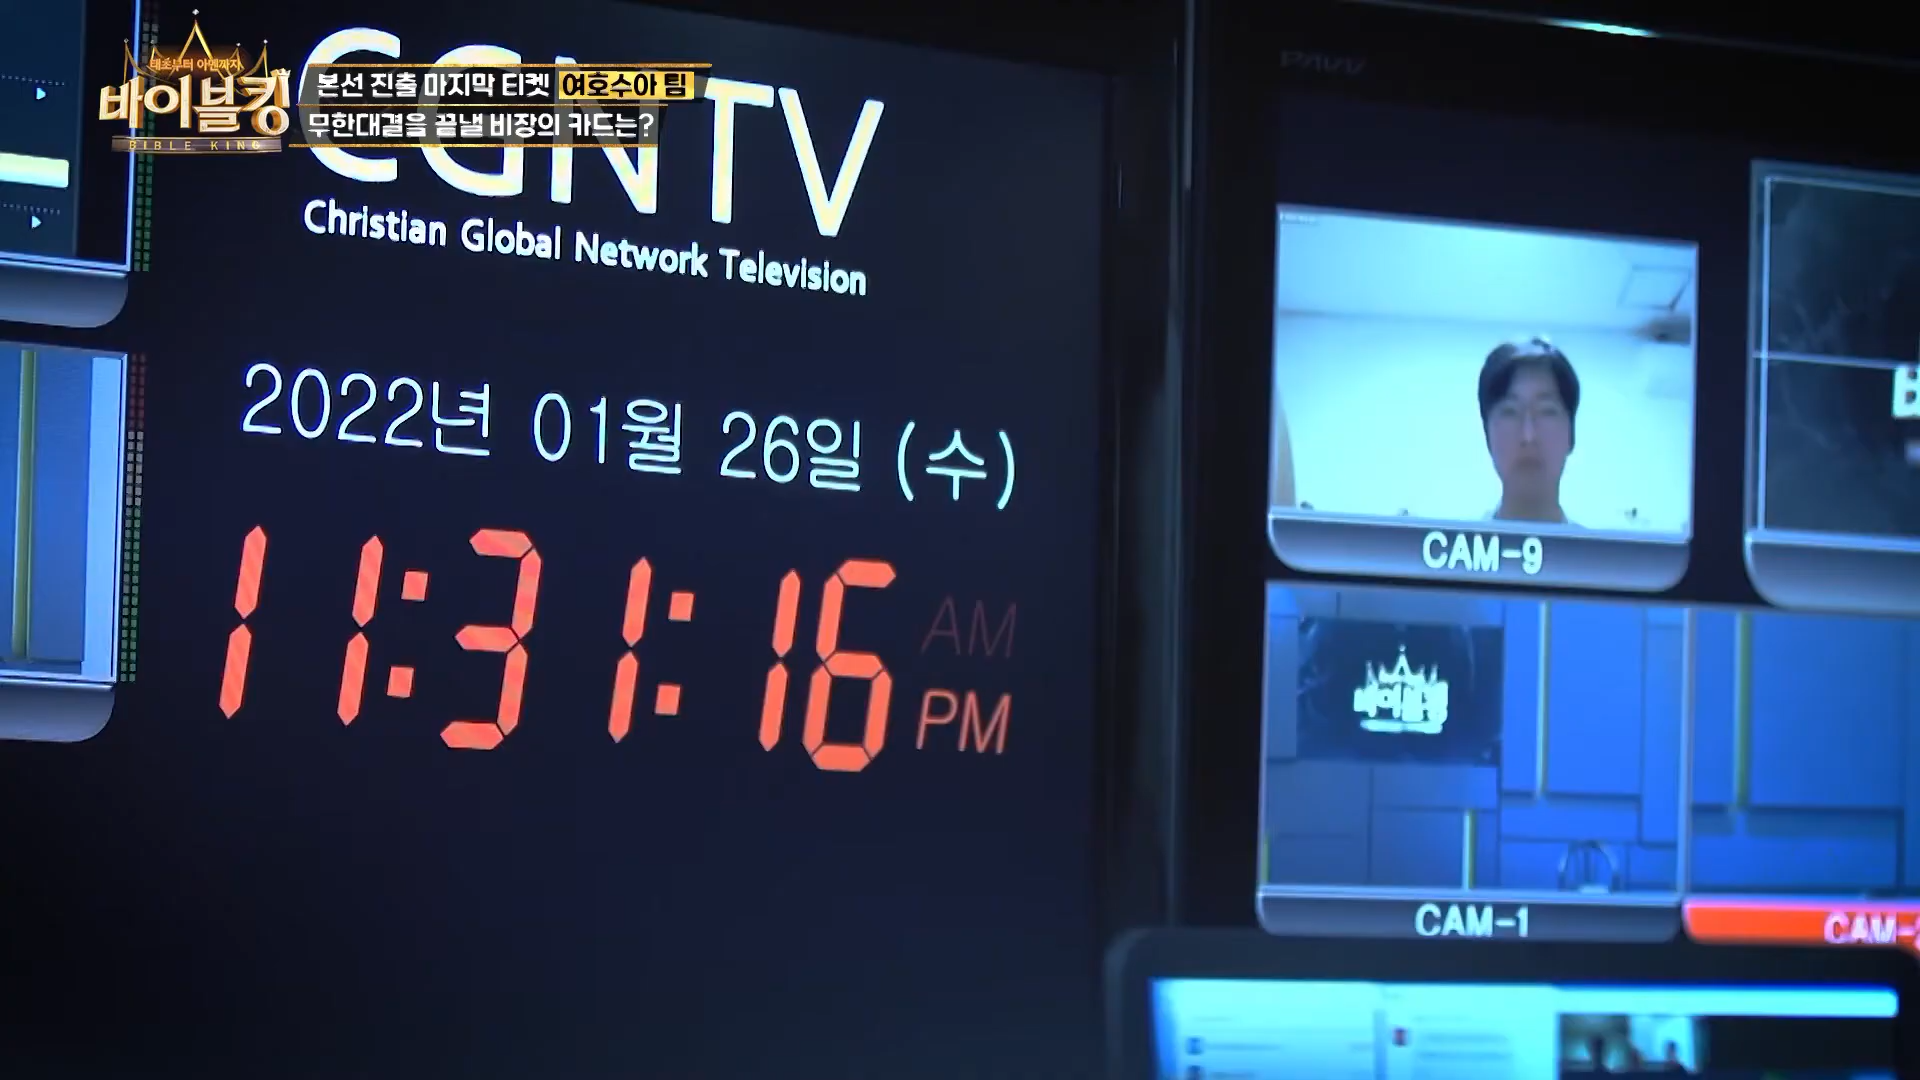 태초부터 아멘까지
바이블킹
BIBLE KING
본선 진출 마지막 티켓 여호수아 팀
무한대결을 끝낼 비장의 카드는?
CGNTV
Christian Global Network Television
2022년 01월 26일 (수)
11:31:16 AM PM
CAM-9
바이블킹
CAM-1